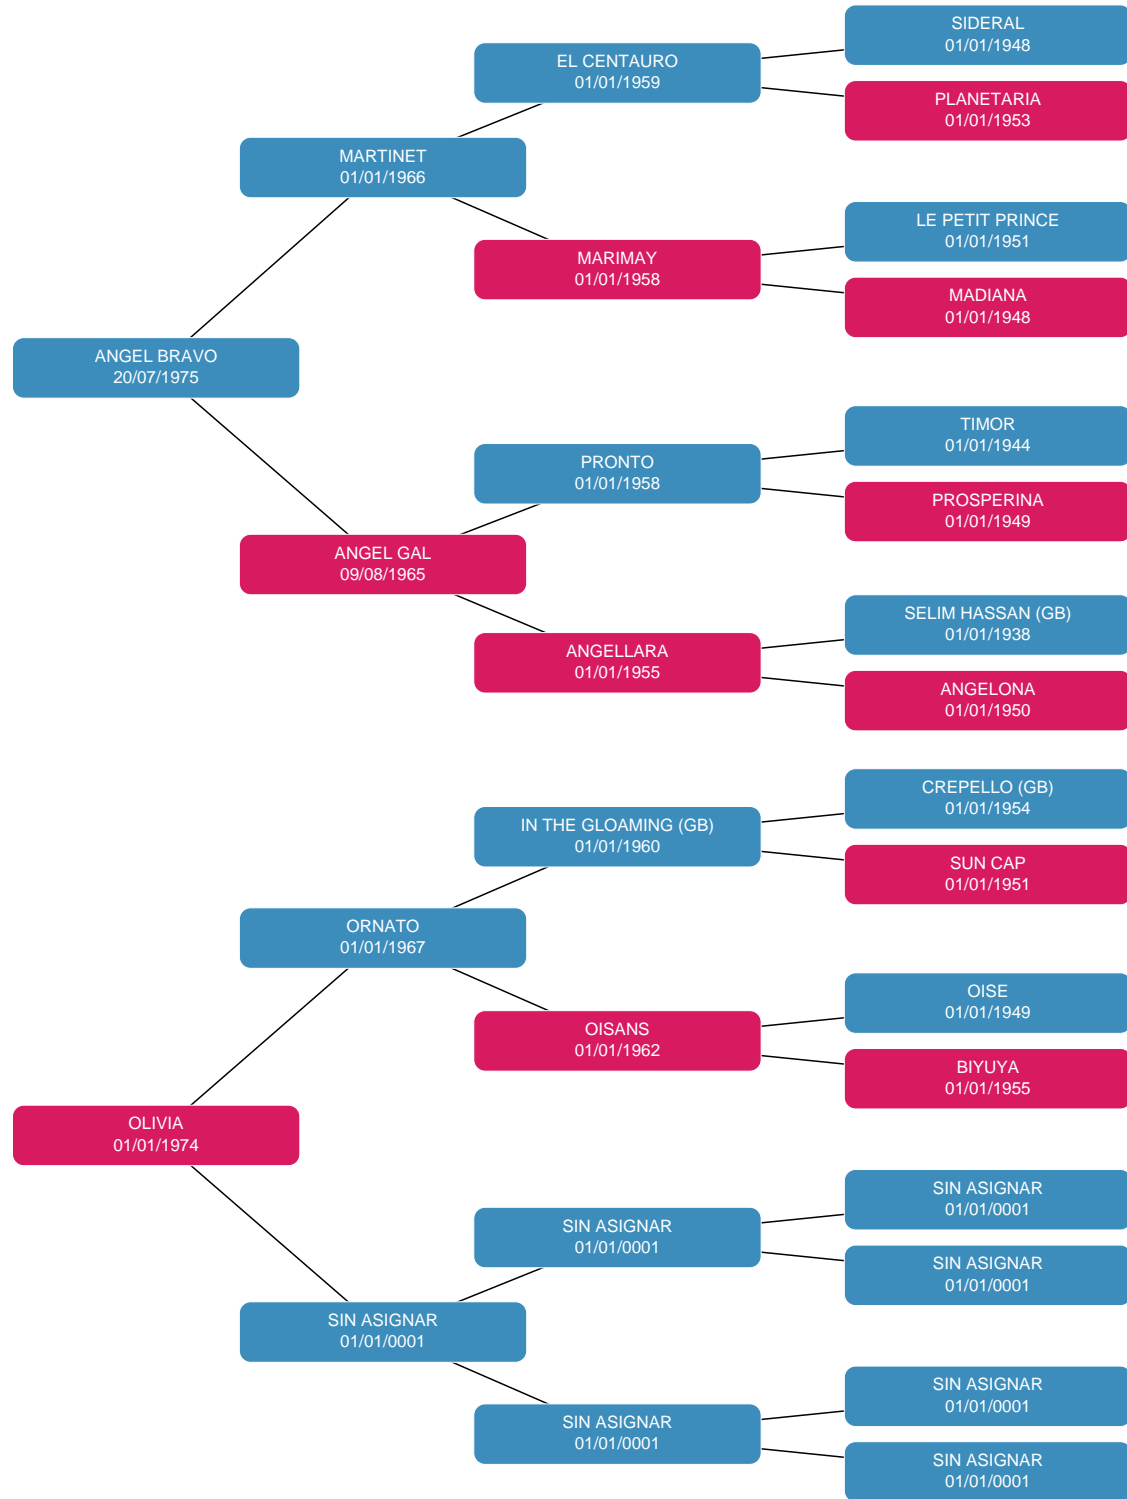 SIDERAL
01/01/1948
EL CENTAURO
01/01/1959
PLANETARIA
01/01/1953
MARTINET
01/01/1966
LE PETIT PRINCE
01/01/1951
MARIMAY
01/01/1958
MADIANA
01/01/1948
ANGEL BRAVO
20/07/1975
TIMOR
01/01/1944
PRONTO
01/01/1958
PROSPERINA
01/01/1949
ANGEL GAL
09/08/1965
SELIM HASSAN (GB)
01/01/1938
ANGELLARA
01/01/1955
ANGELONA
01/01/1950
CREPELLO (GB)
01/01/1954
IN THE GLOAMING (GB)
01/01/1960
SUN CAP
01/01/1951
ORNATO
01/01/1967
OISE
01/01/1949
OISANS
01/01/1962
BIYUYA
01/01/1955
OLIVIA
01/01/1974
SIN ASIGNAR
01/01/0001
SIN ASIGNAR
01/01/0001
SIN ASIGNAR
01/01/0001
SIN ASIGNAR
01/01/0001
SIN ASIGNAR
01/01/0001
SIN ASIGNAR
01/01/0001
SIN ASIGNAR
01/01/0001